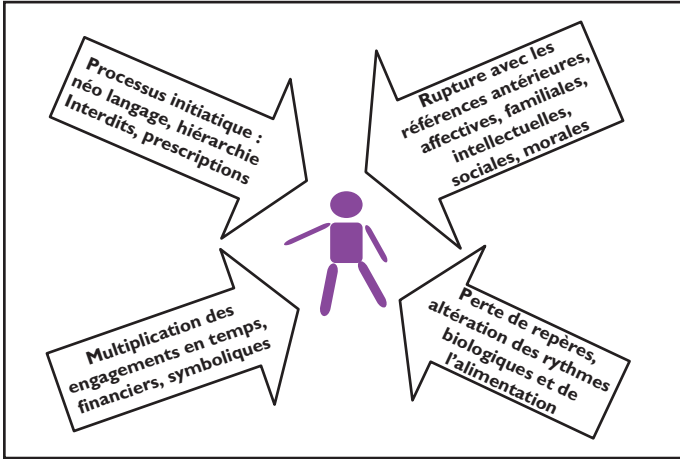 Processus initiatique :
néo langage, hiérarchie
Interdits, prescriptions
Rupture avec les
références antérieures,
affectives, familiales,
intellectuelles,
sociales, morales
Multiplication des
engagements en temps,
financiers, symboliques
Perte de repères,
altération des rythmes
biologiques et de
l’alimentation